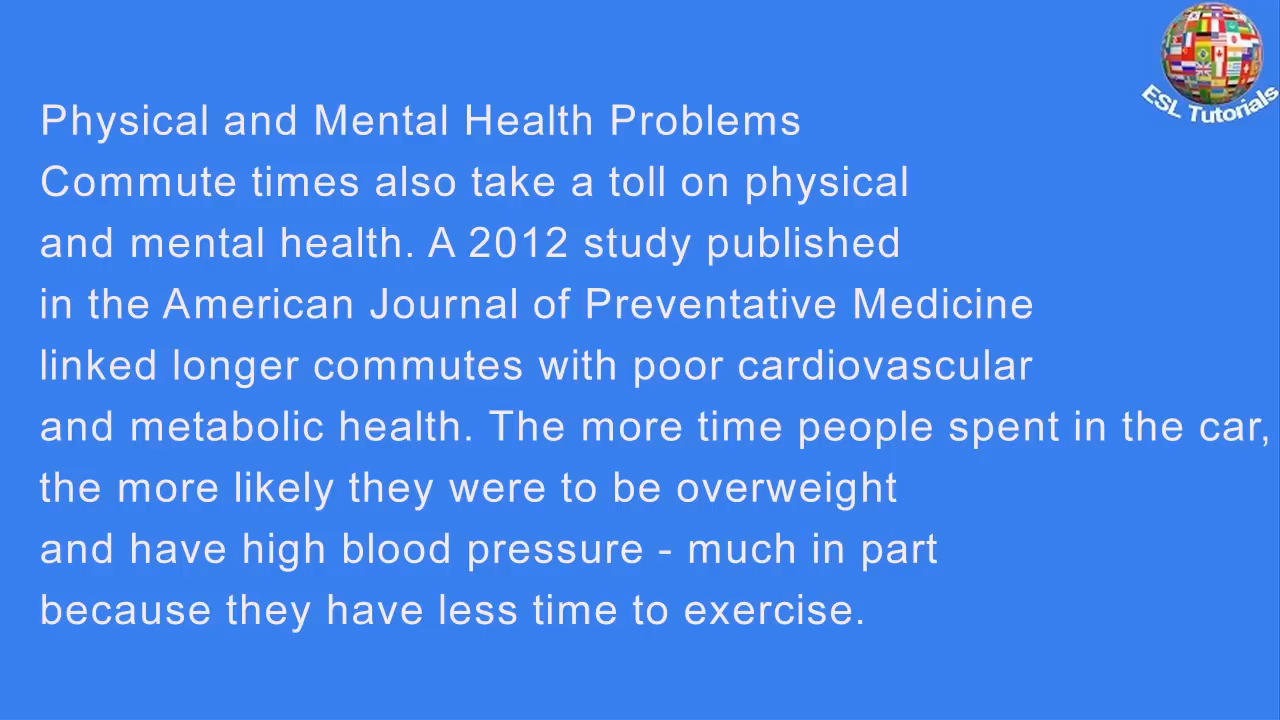 ESL Tutorials
Physical and Mental Health Problems
Commute times also take a toll on physical
and mental health. A 2012 study published
in the American Journal of Preventative Medicine
linked longer commutes with poor cardiovascular
and metabolic health. The more time people spent in the car,
the more likely they were to be overweight
and have high blood pressure - much in part
because they have less time to exercise.